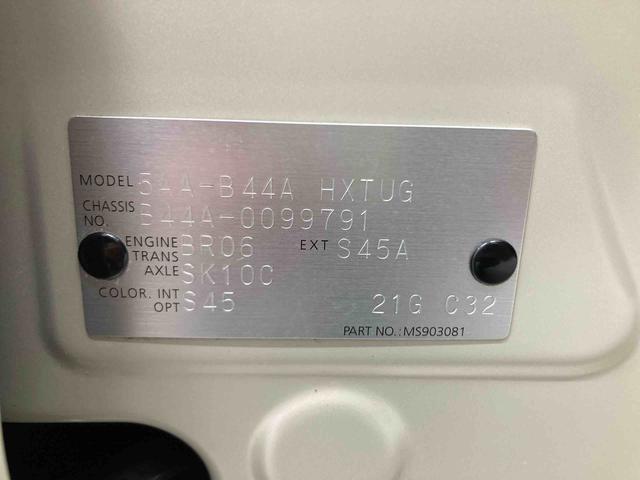 MODEL 5AA-B44A HXTUG
CHASSIS NO. B44A-0099791
ENGINE BR06 EXT S45A
TRANS AXLE SK10C
COLOR. INT S45
OPT 21G C32
PART NO.: MS903081